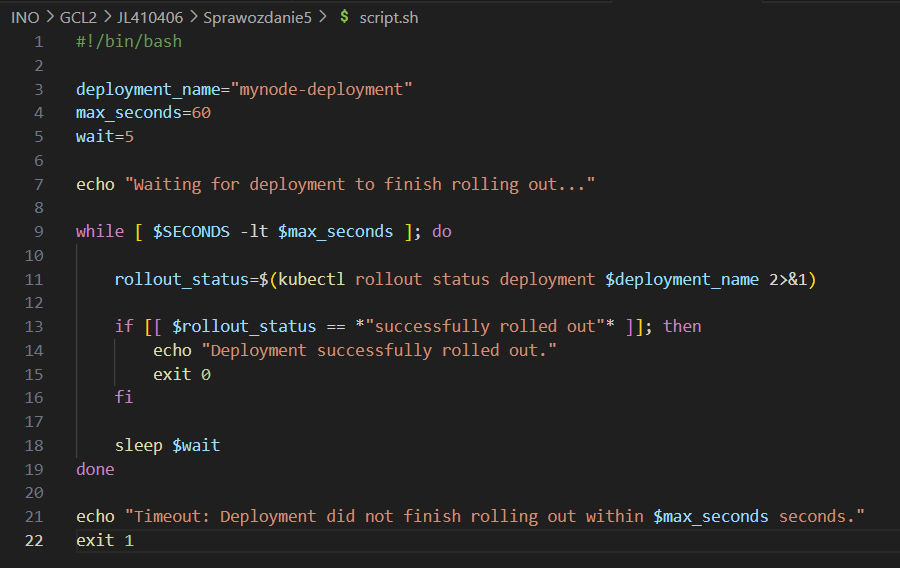 INO > GCL2 > JL410406 > Sprawozdanie5 > $ script.sh
1 #!/bin/bash
2
3 deployment_name="mynode-deployment"
4 max_seconds=60
5 wait=5
6
7 echo "Waiting for deployment to finish rolling out..."
8
9 while [ $SECONDS -lt $max_seconds ]; do
10
11     rollout_status=$(kubectl rollout status deployment $deployment_name 2>&1)
12
13     if [[ $rollout_status == *"successfully rolled out"* ]]; then
14         echo "Deployment successfully rolled out."
15         exit 0
16     fi
17
18     sleep $wait
19 done
20
21 echo "Timeout: Deployment did not finish rolling out within $max_seconds seconds."
22 exit 1